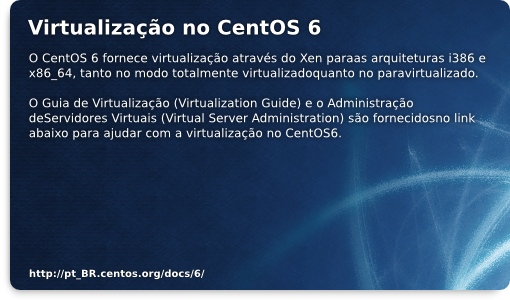 Virtualização no CentOS 6
O CentOS 6 fornece virtualização através do Xen paraas arquiteturas i386 e
x86_64, tanto no modo totalmente virtualizadoquanto no paravirtualizado.
O Guia de Virtualização (Virtualization Guide) e o Administração
deServidores Virtuais (Virtual Server Administration) são fornecidosno link
abaixo para ajudar com a virtualização no CentOS6.
http://pt_BR.centos.org/docs/6/